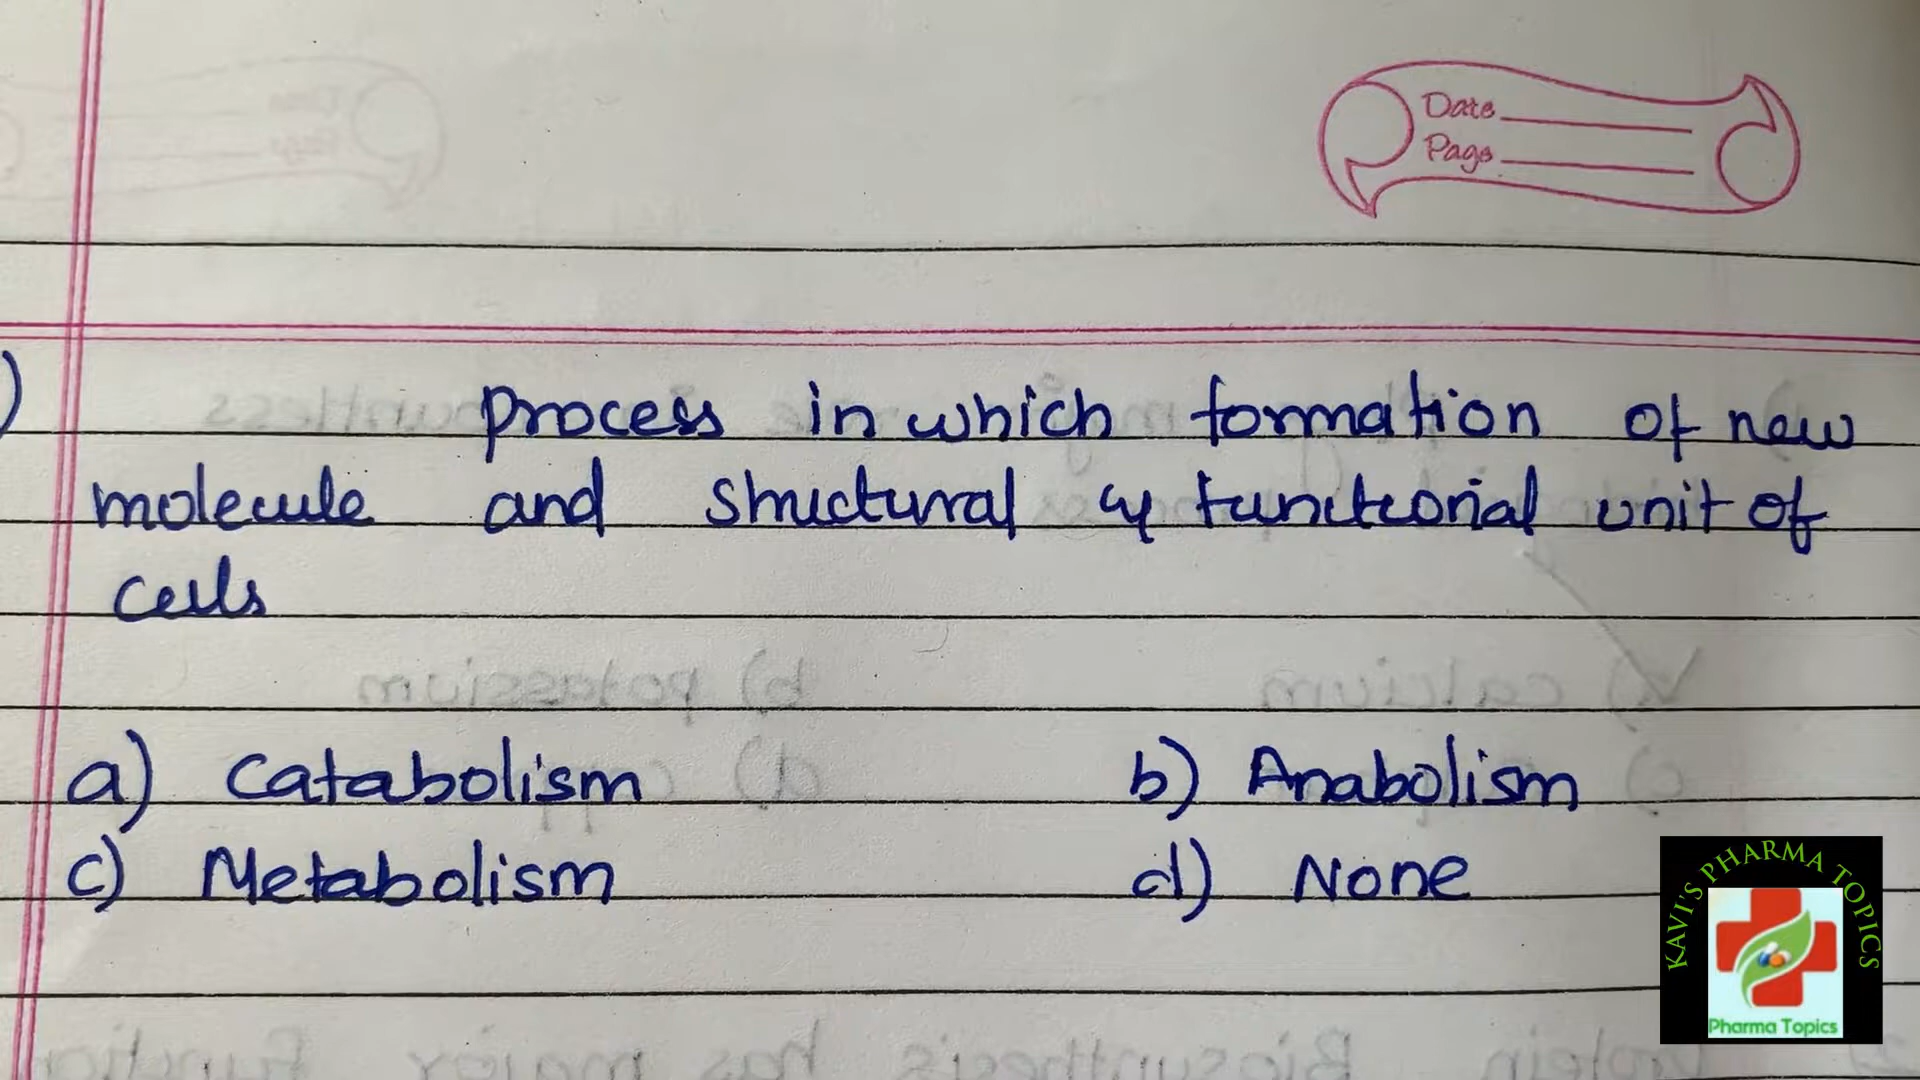 Date
Page
) process in which formation of new
molecule and structural & functional unit of
cells
a) Catabolism b) Anabolism
c) Metabolism d) None
KAVI'S PHARMA TOPICS
Pharma Topics